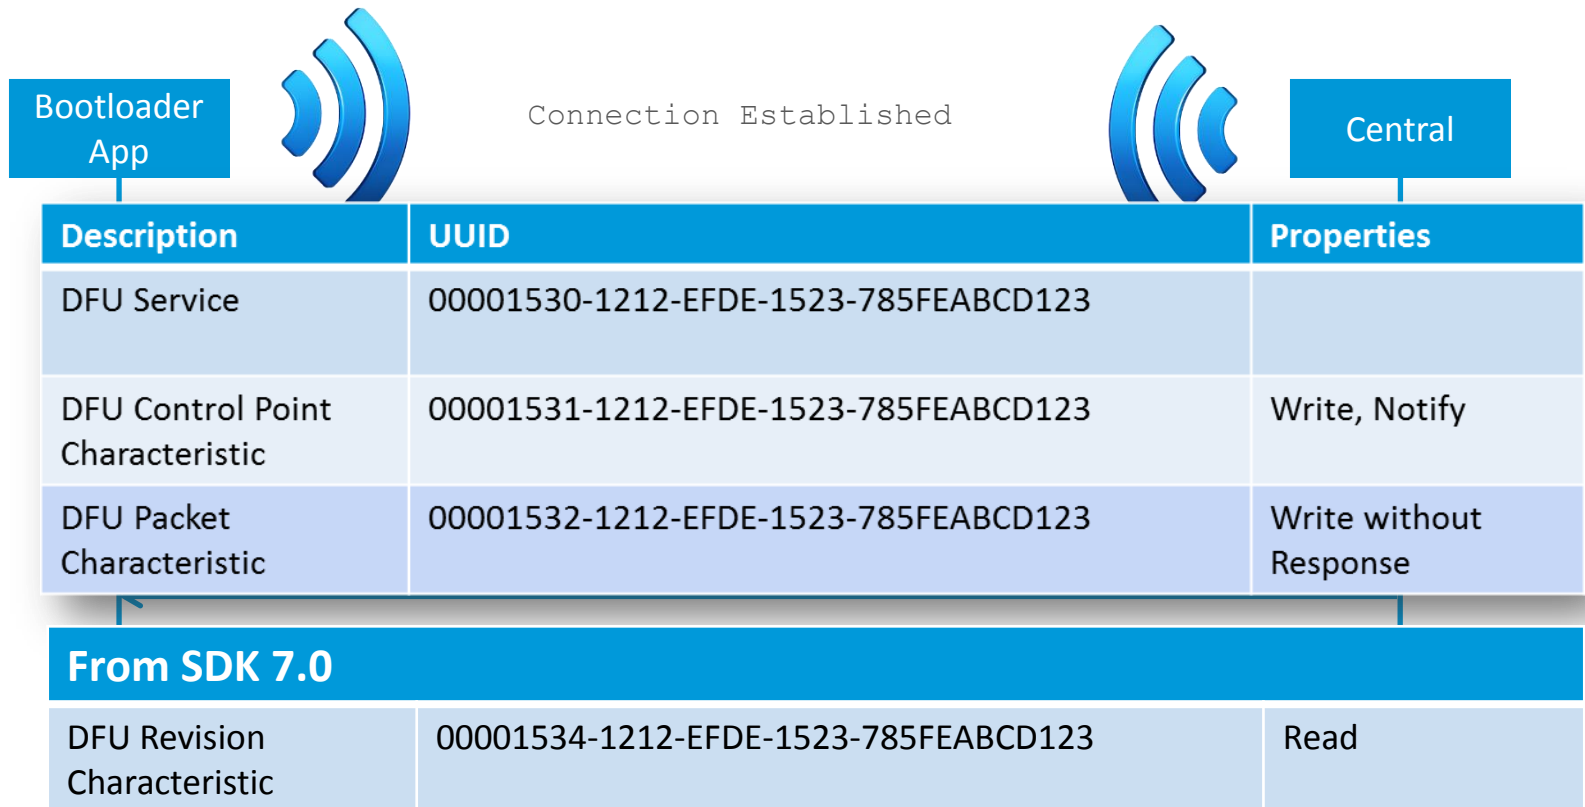 Bootloader
App
Connection Established
Central
Description UUID Properties
DFU Service 00001530-1212-EFDE-1523-785FEABCD123
DFU Control Point 00001531-1212-EFDE-1523-785FEABCD123 Write, Notify
Characteristic
DFU Packet 00001532-1212-EFDE-1523-785FEABCD123 Write without
Characteristic Response
From SDK 7.0
DFU Revision 00001534-1212-EFDE-1523-785FEABCD123 Read
Characteristic